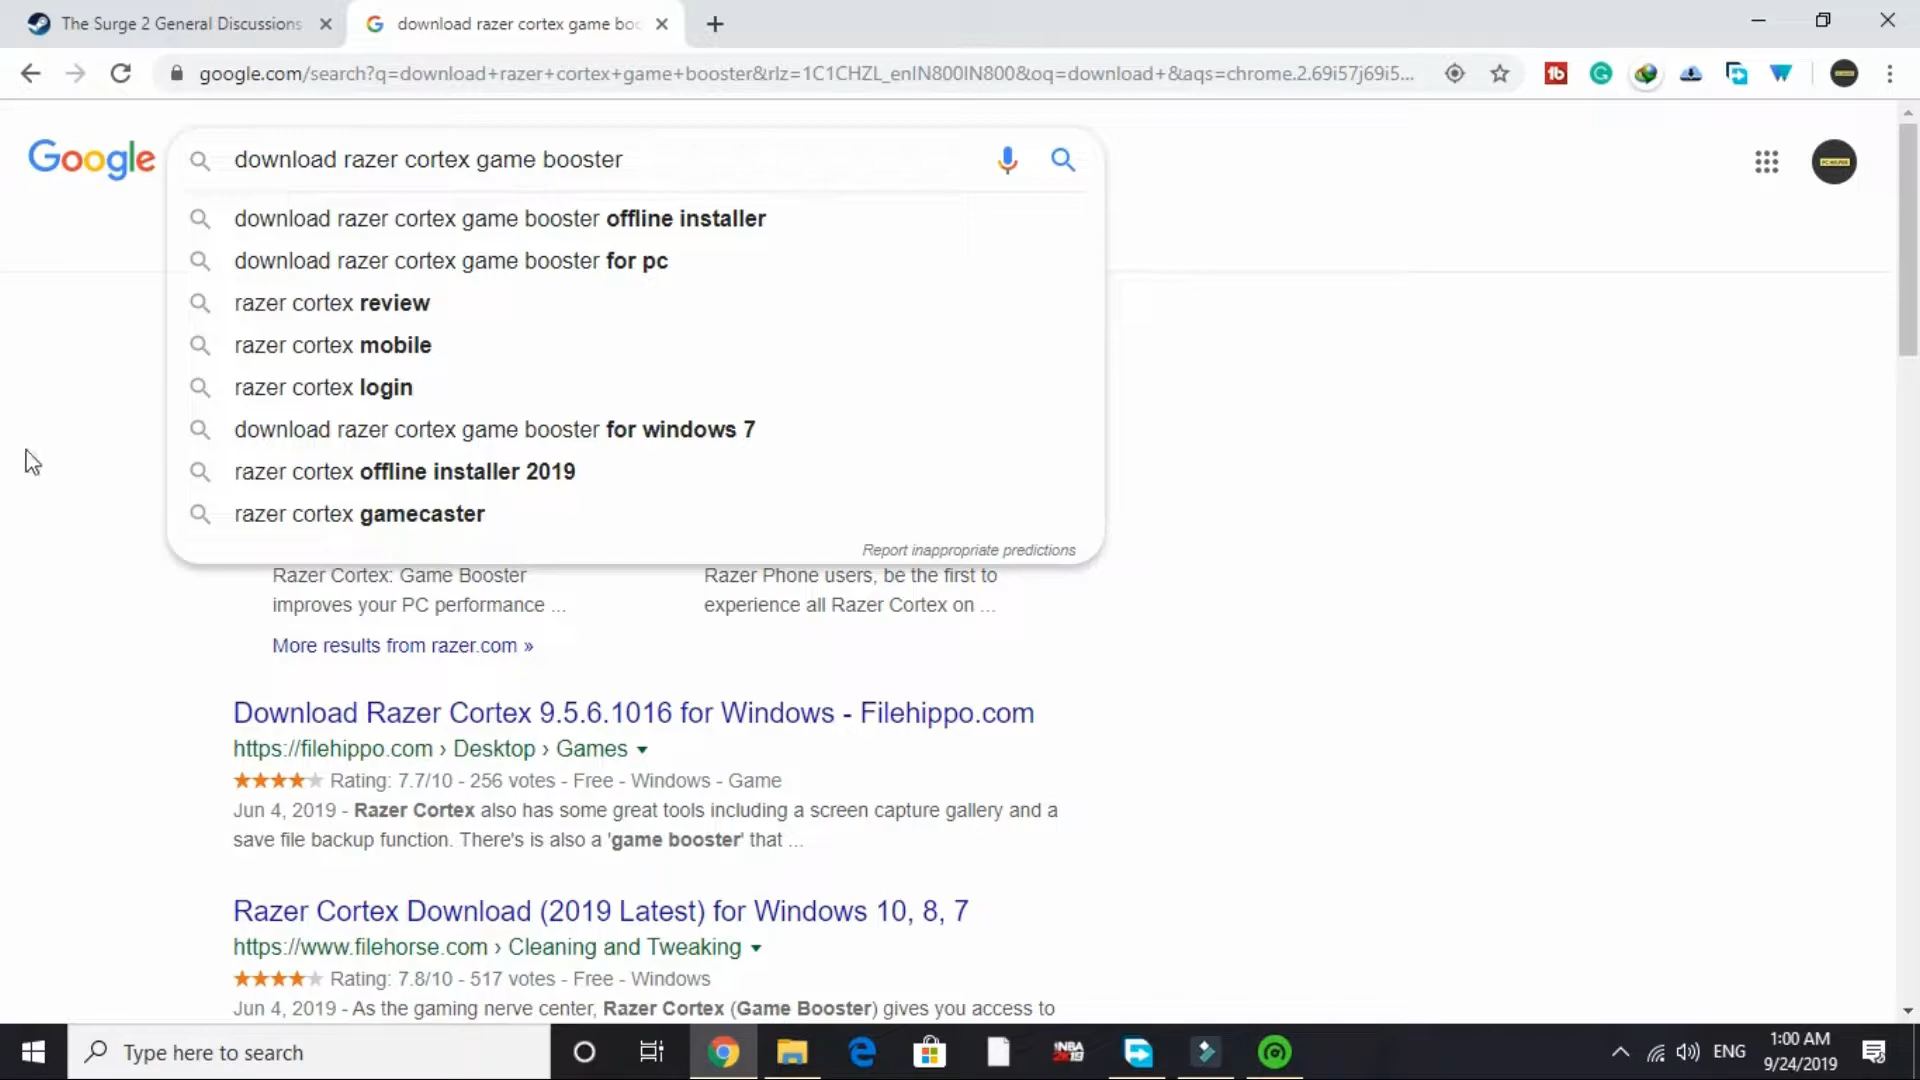 The Surge 2 General Discussions
download razer cortex game boo
google.com/search?q=download+razer+cortex+game+booster&rlz=1C1CHZL_enIN800IN800&oq=download+&aqs=chrome.2.69i57j69i5...
Google
download razer cortex game booster
download razer cortex game booster offline installer
download razer cortex game booster for pc
razer cortex review
razer cortex mobile
razer cortex login
download razer cortex game booster for windows 7
razer cortex offline installer 2019
razer cortex gamecaster
Report inappropriate predictions
Razer Cortex: Game Booster
improves your PC performance ...
Razer Phone users, be the first to
experience all Razer Cortex on ...
More results from razer.com »
Download Razer Cortex 9.5.6.1016 for Windows - Filehippo.com
https://filehippo.com › Desktop › Games
Rating: 7.7/10 - 256 votes - Free - Windows - Game
Jun 4, 2019 - Razer Cortex also has some great tools including a screen capture gallery and a
save file backup function. There's is also a 'game booster' that ...
Razer Cortex Download (2019 Latest) for Windows 10, 8, 7
https://www.filehorse.com › Cleaning and Tweaking
Rating: 7.8/10 - 517 votes - Free - Windows
Jun 4, 2019 - As the gaming nerve center, Razer Cortex (Game Booster) gives you access to
Type here to search
NBA
2K19
ENG
1:00 AM
9/24/2019